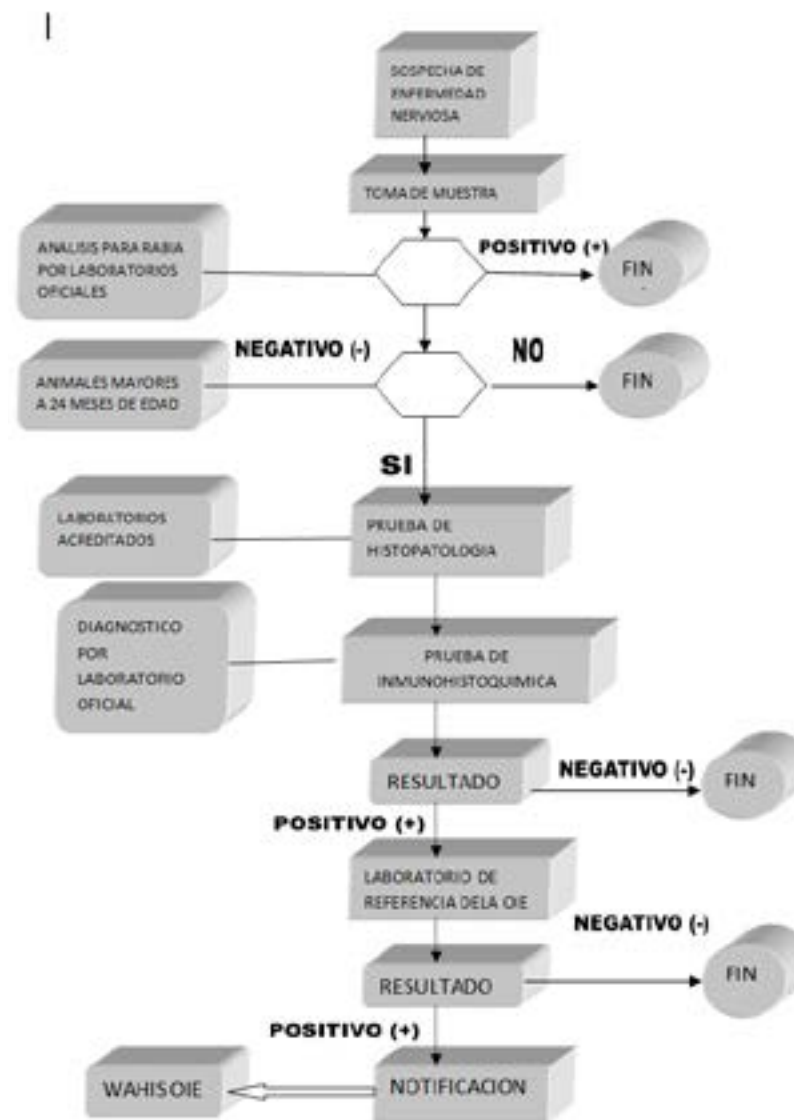 SOSPECHA DE
ENFERMEDAD
NERVIOSA
TOMA DE MUESTRA
ANALISIS PARA RABIA
POR LABORATORIOS
OFICIALES
POSITIVO (+)
FIN
NEGATIVO (-)
NO
ANIMALES MAYORES
A 24 MESES DE EDAD
FIN
SI
LABORATORIOS
ACREDITADOS
PRUEBA DE
HISTOPATOLOGIA
DIAGNOSTICO
POR
LABORATORIO
OFICIAL
PRUEBA DE
INMUNOHISTOQUIMICA
RESULTADO
NEGATIVO (-)
FIN
POSITIVO (+)
LABORATORIO DE
REFERENCIA DELA OIE
NEGATIVO (-)
RESULTADO
FIN
POSITIVO (+)
WAHIS OIE
NOTIFICACION